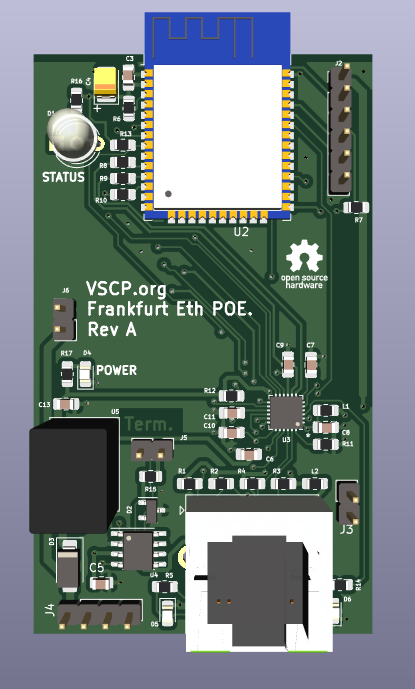 C3
J2
C4
R16
+
D1
R6
R13
STATUS
R8
R9
R10
R7
U2
open source
hardware
J6
VSCP.org
Frankfurt Eth POE.
Rev A
C9
C7
R17
D4
POWER
R12
C13
L1
U5
Term.
C11
C8
C10
U3
R11
J5
C6
R1
R2
R4
R3
L2
R18
D2
J3
D3
U4
C5
R5
R14
J4
D5
D6